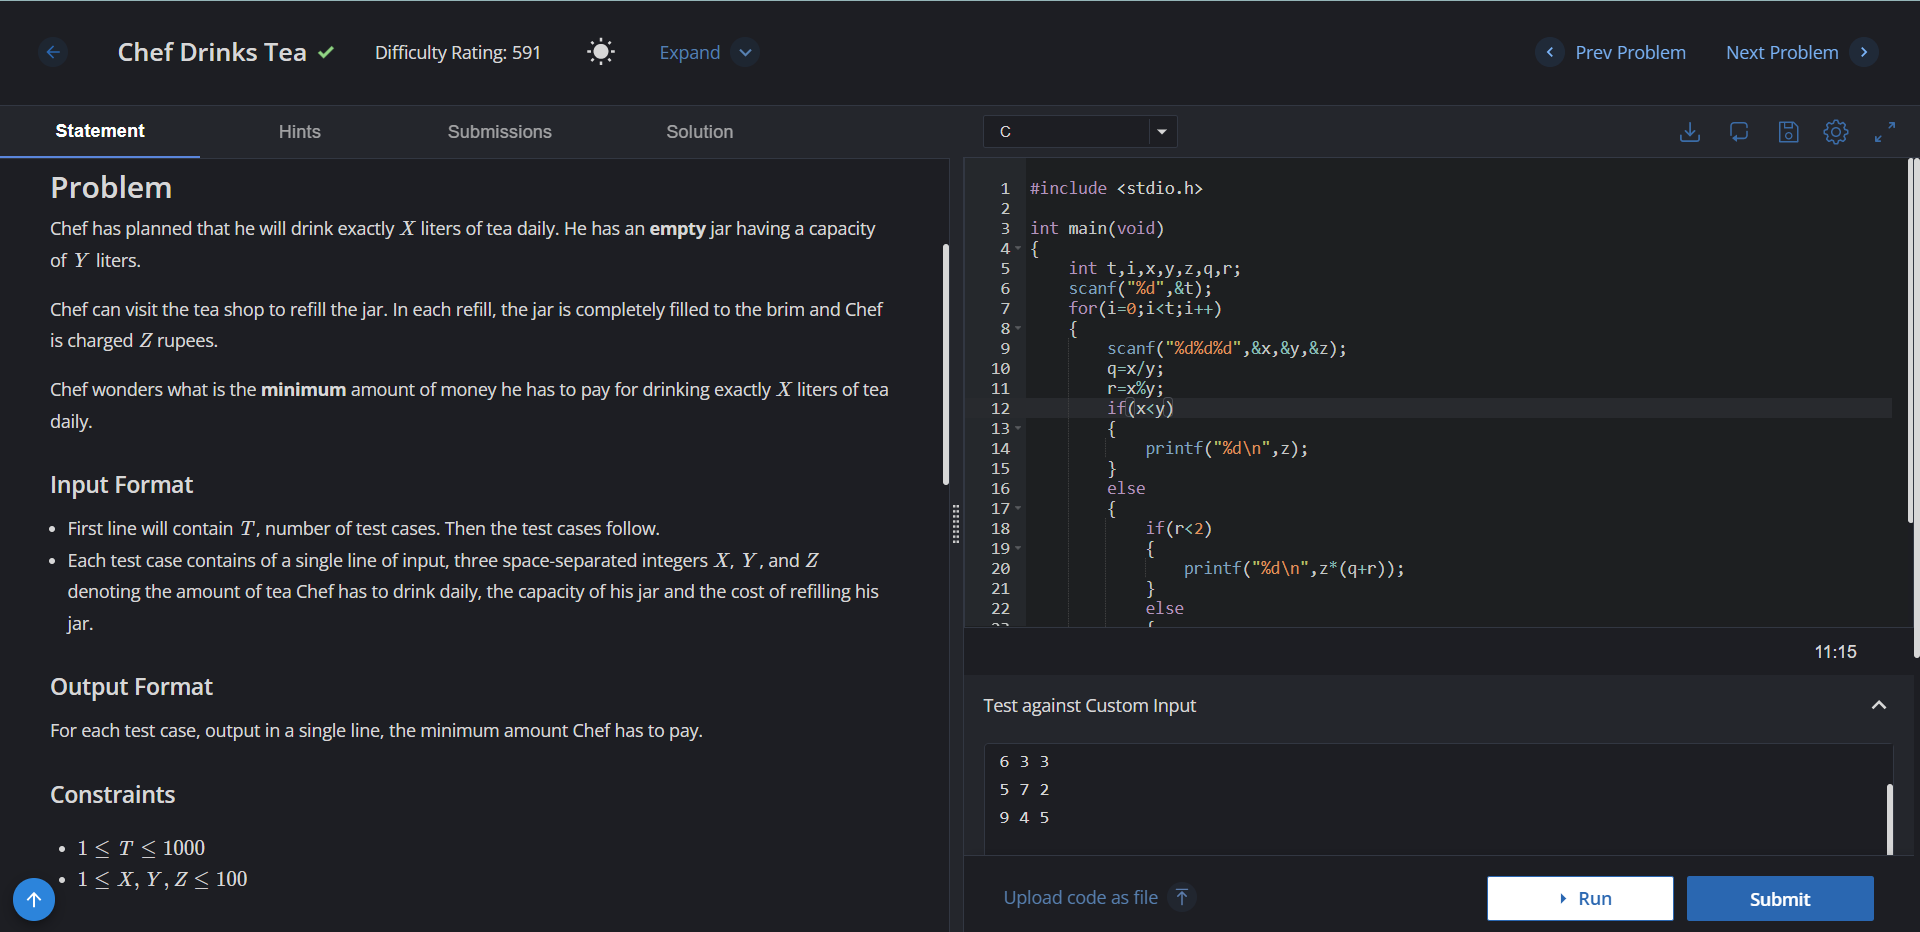 Chef Drinks Tea
Difficulty Rating: 591
Expand
Prev Problem
Next Problem
Statement
Hints
Submissions
Solution
Problem
Chef has planned that he will drink exactly X liters of tea daily. He has an empty jar having a capacity
of Y liters.
Chef can visit the tea shop to refill the jar. In each refill, the jar is completely filled to the brim and Chef
is charged Z rupees.
Chef wonders what is the minimum amount of money he has to pay for drinking exactly X liters of tea
daily.
Input Format
• First line will contain T, number of test cases. Then the test cases follow.
• Each test case contains of a single line of input, three space-separated integers X, Y, and Z
denoting the amount of tea Chef has to drink daily, the capacity of his jar and the cost of refilling his
jar.
Output Format
For each test case, output in a single line, the minimum amount Chef has to pay.
Constraints
• 1 ≤ T ≤ 1000
• 1 ≤ X, Y, Z ≤ 100
C
1 #include <stdio.h>
2
3 int main(void)
4 {
5     int t,i,x,y,z,q,r;
6     scanf("%d",&t);
7     for(i=0;i<t;i++)
8     {
9         scanf("%d%d%d",&x,&y,&z);
10         q=x/y;
11         r=x%y;
12         if(x<y)
13         {
14             printf("%d\n",z);
15         }
16         else
17         {
18             if(r<2)
19             {
20                 printf("%d\n",z*(q+r));
21             }
22             else
11:15
Test against Custom Input
6 3 3
5 7 2
9 4 5
Upload code as file
Run
Submit